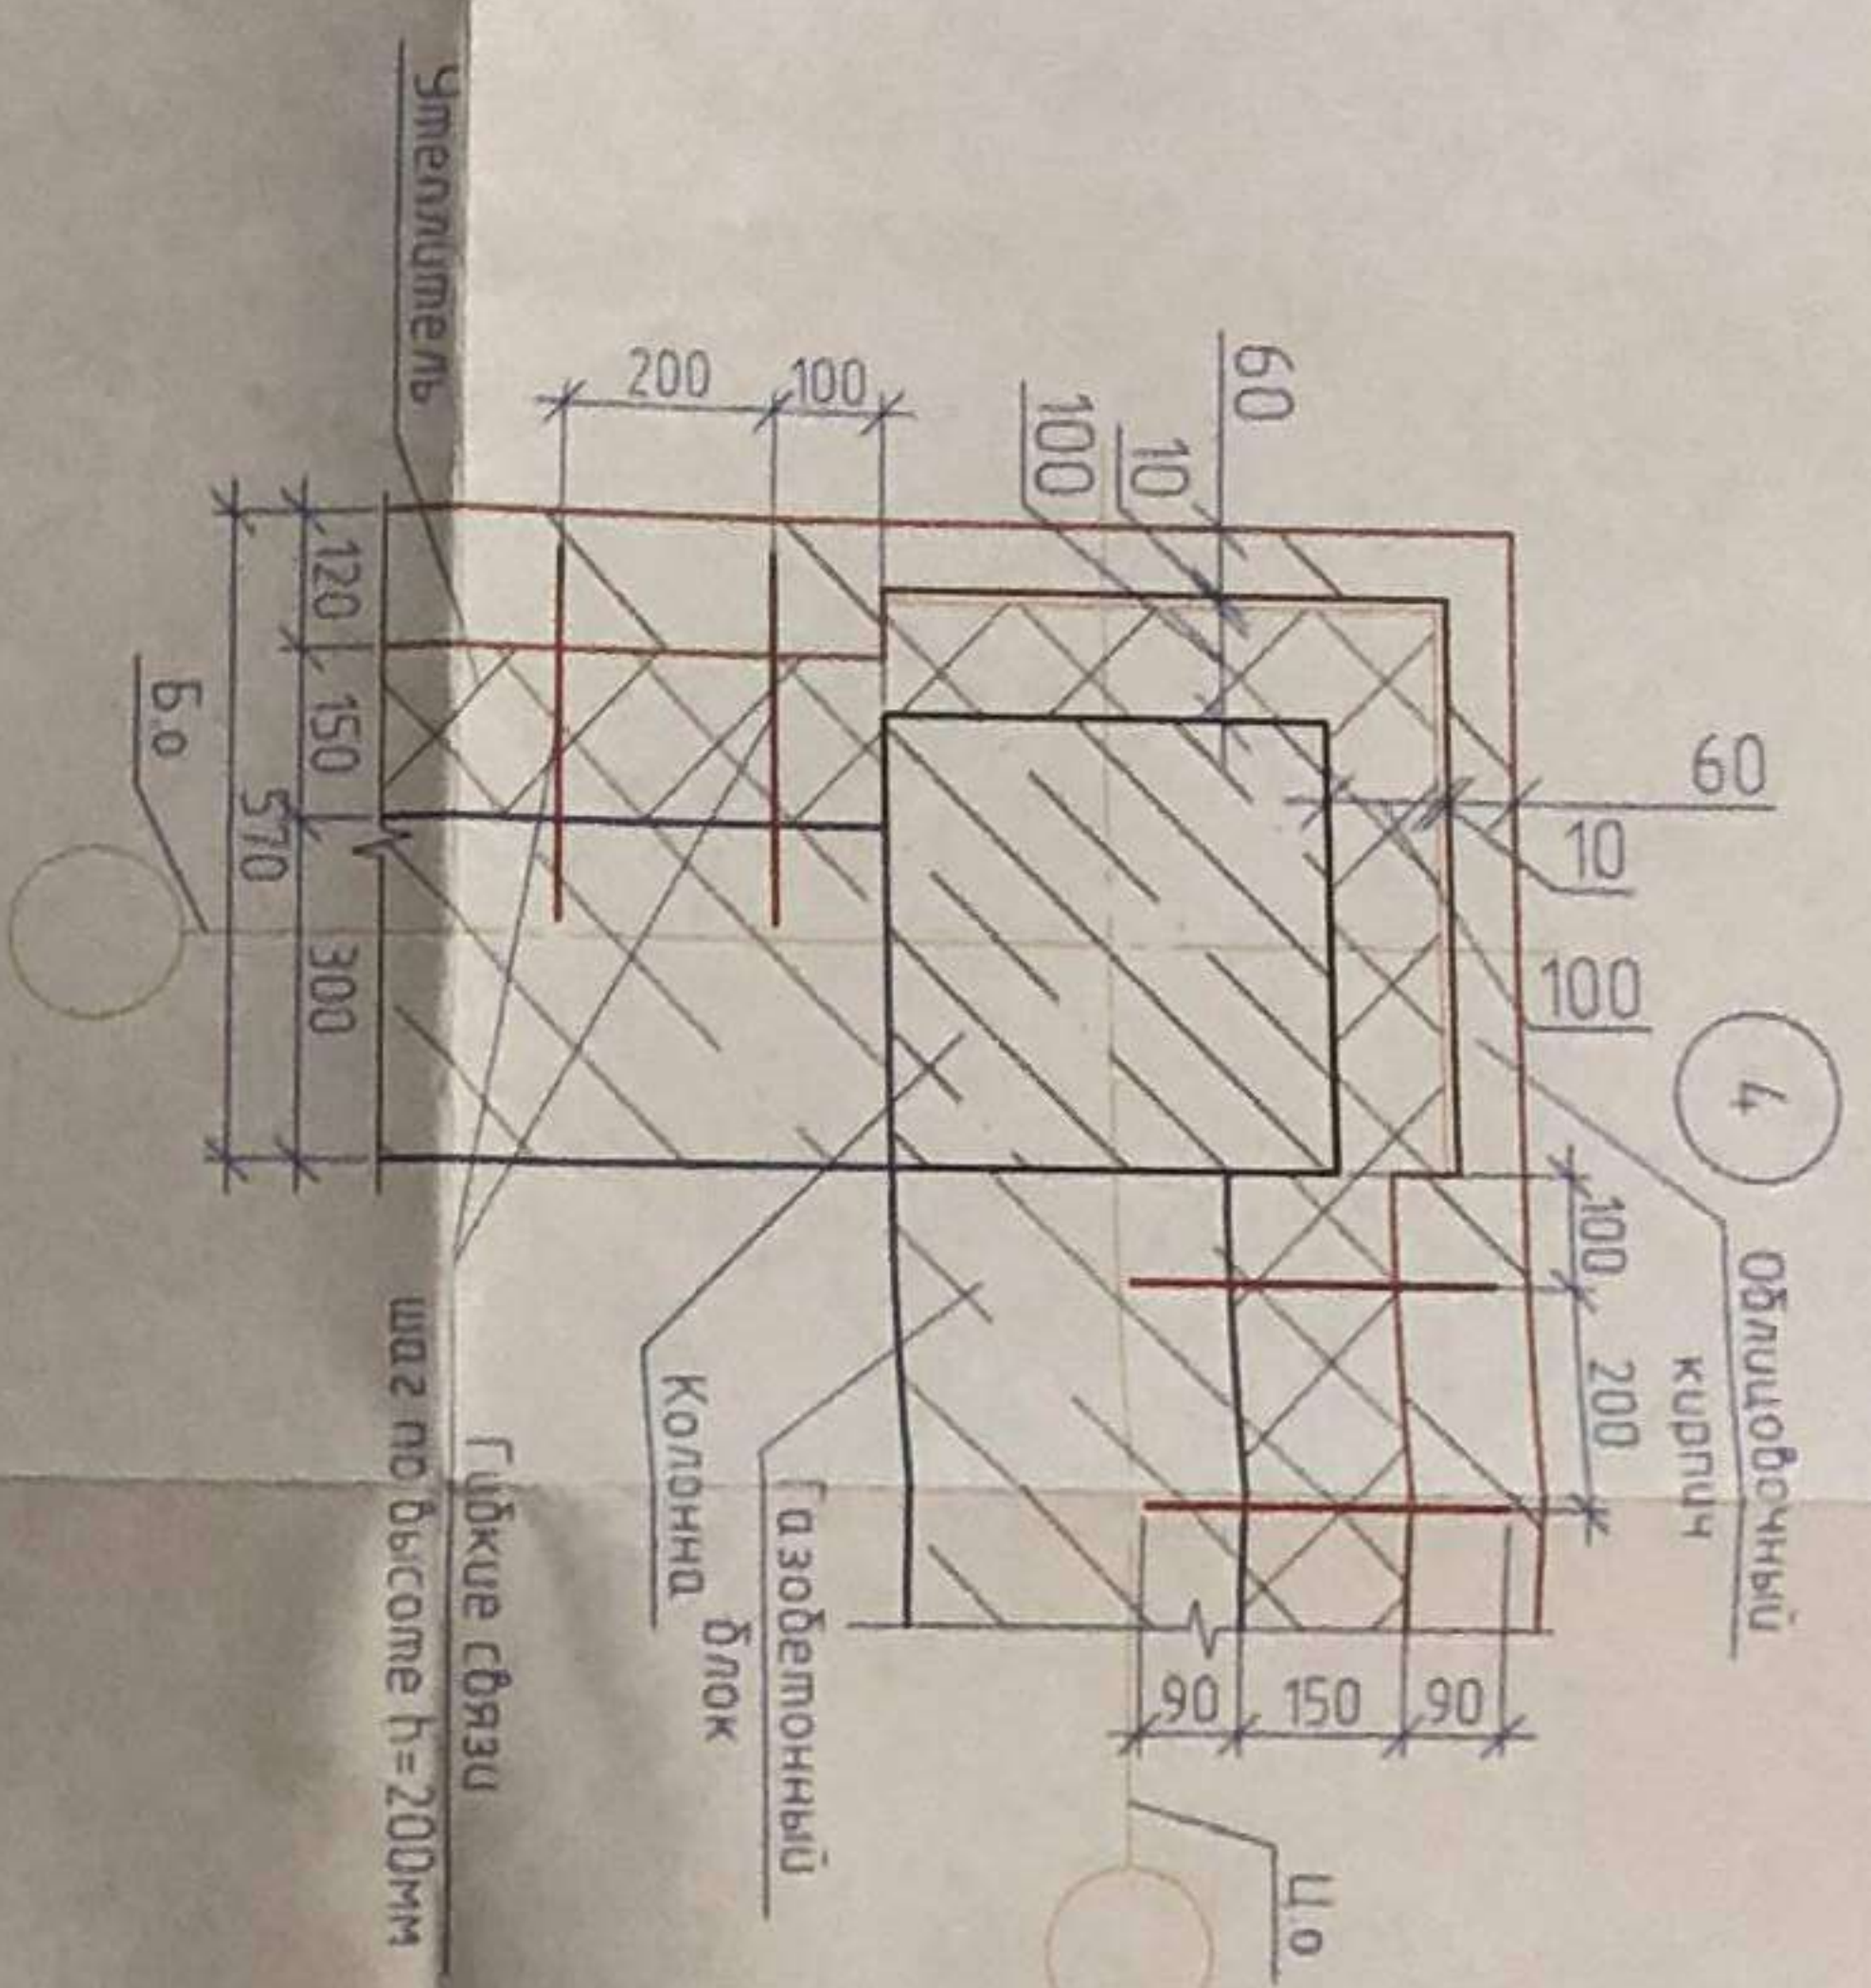 4
Облицовочный
кирпич
60
10
100
100
200
60
10
100
200
100
90
150
90
Ц.о
Газобетонный
блок
Колонна
Гибкие связи
шаг по высоте h=200мм
Утеплитель
120
150
300
570
Б.о